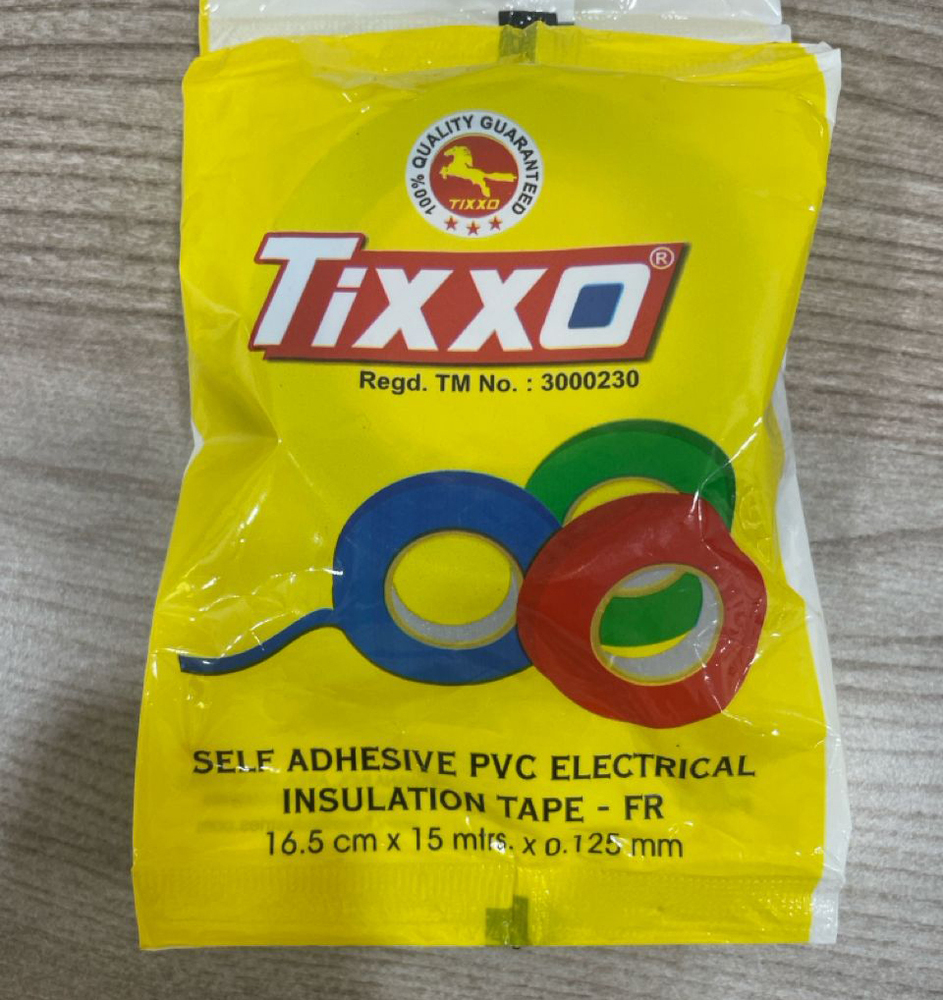 100% QUALITY GUARANTEED
TIXXO
TiXXO®
Regd. TM No. : 3000230
SELF ADHESIVE PVC ELECTRICAL
INSULATION TAPE - FR
16.5 cm x 15 mtrs. x 0.125 mm